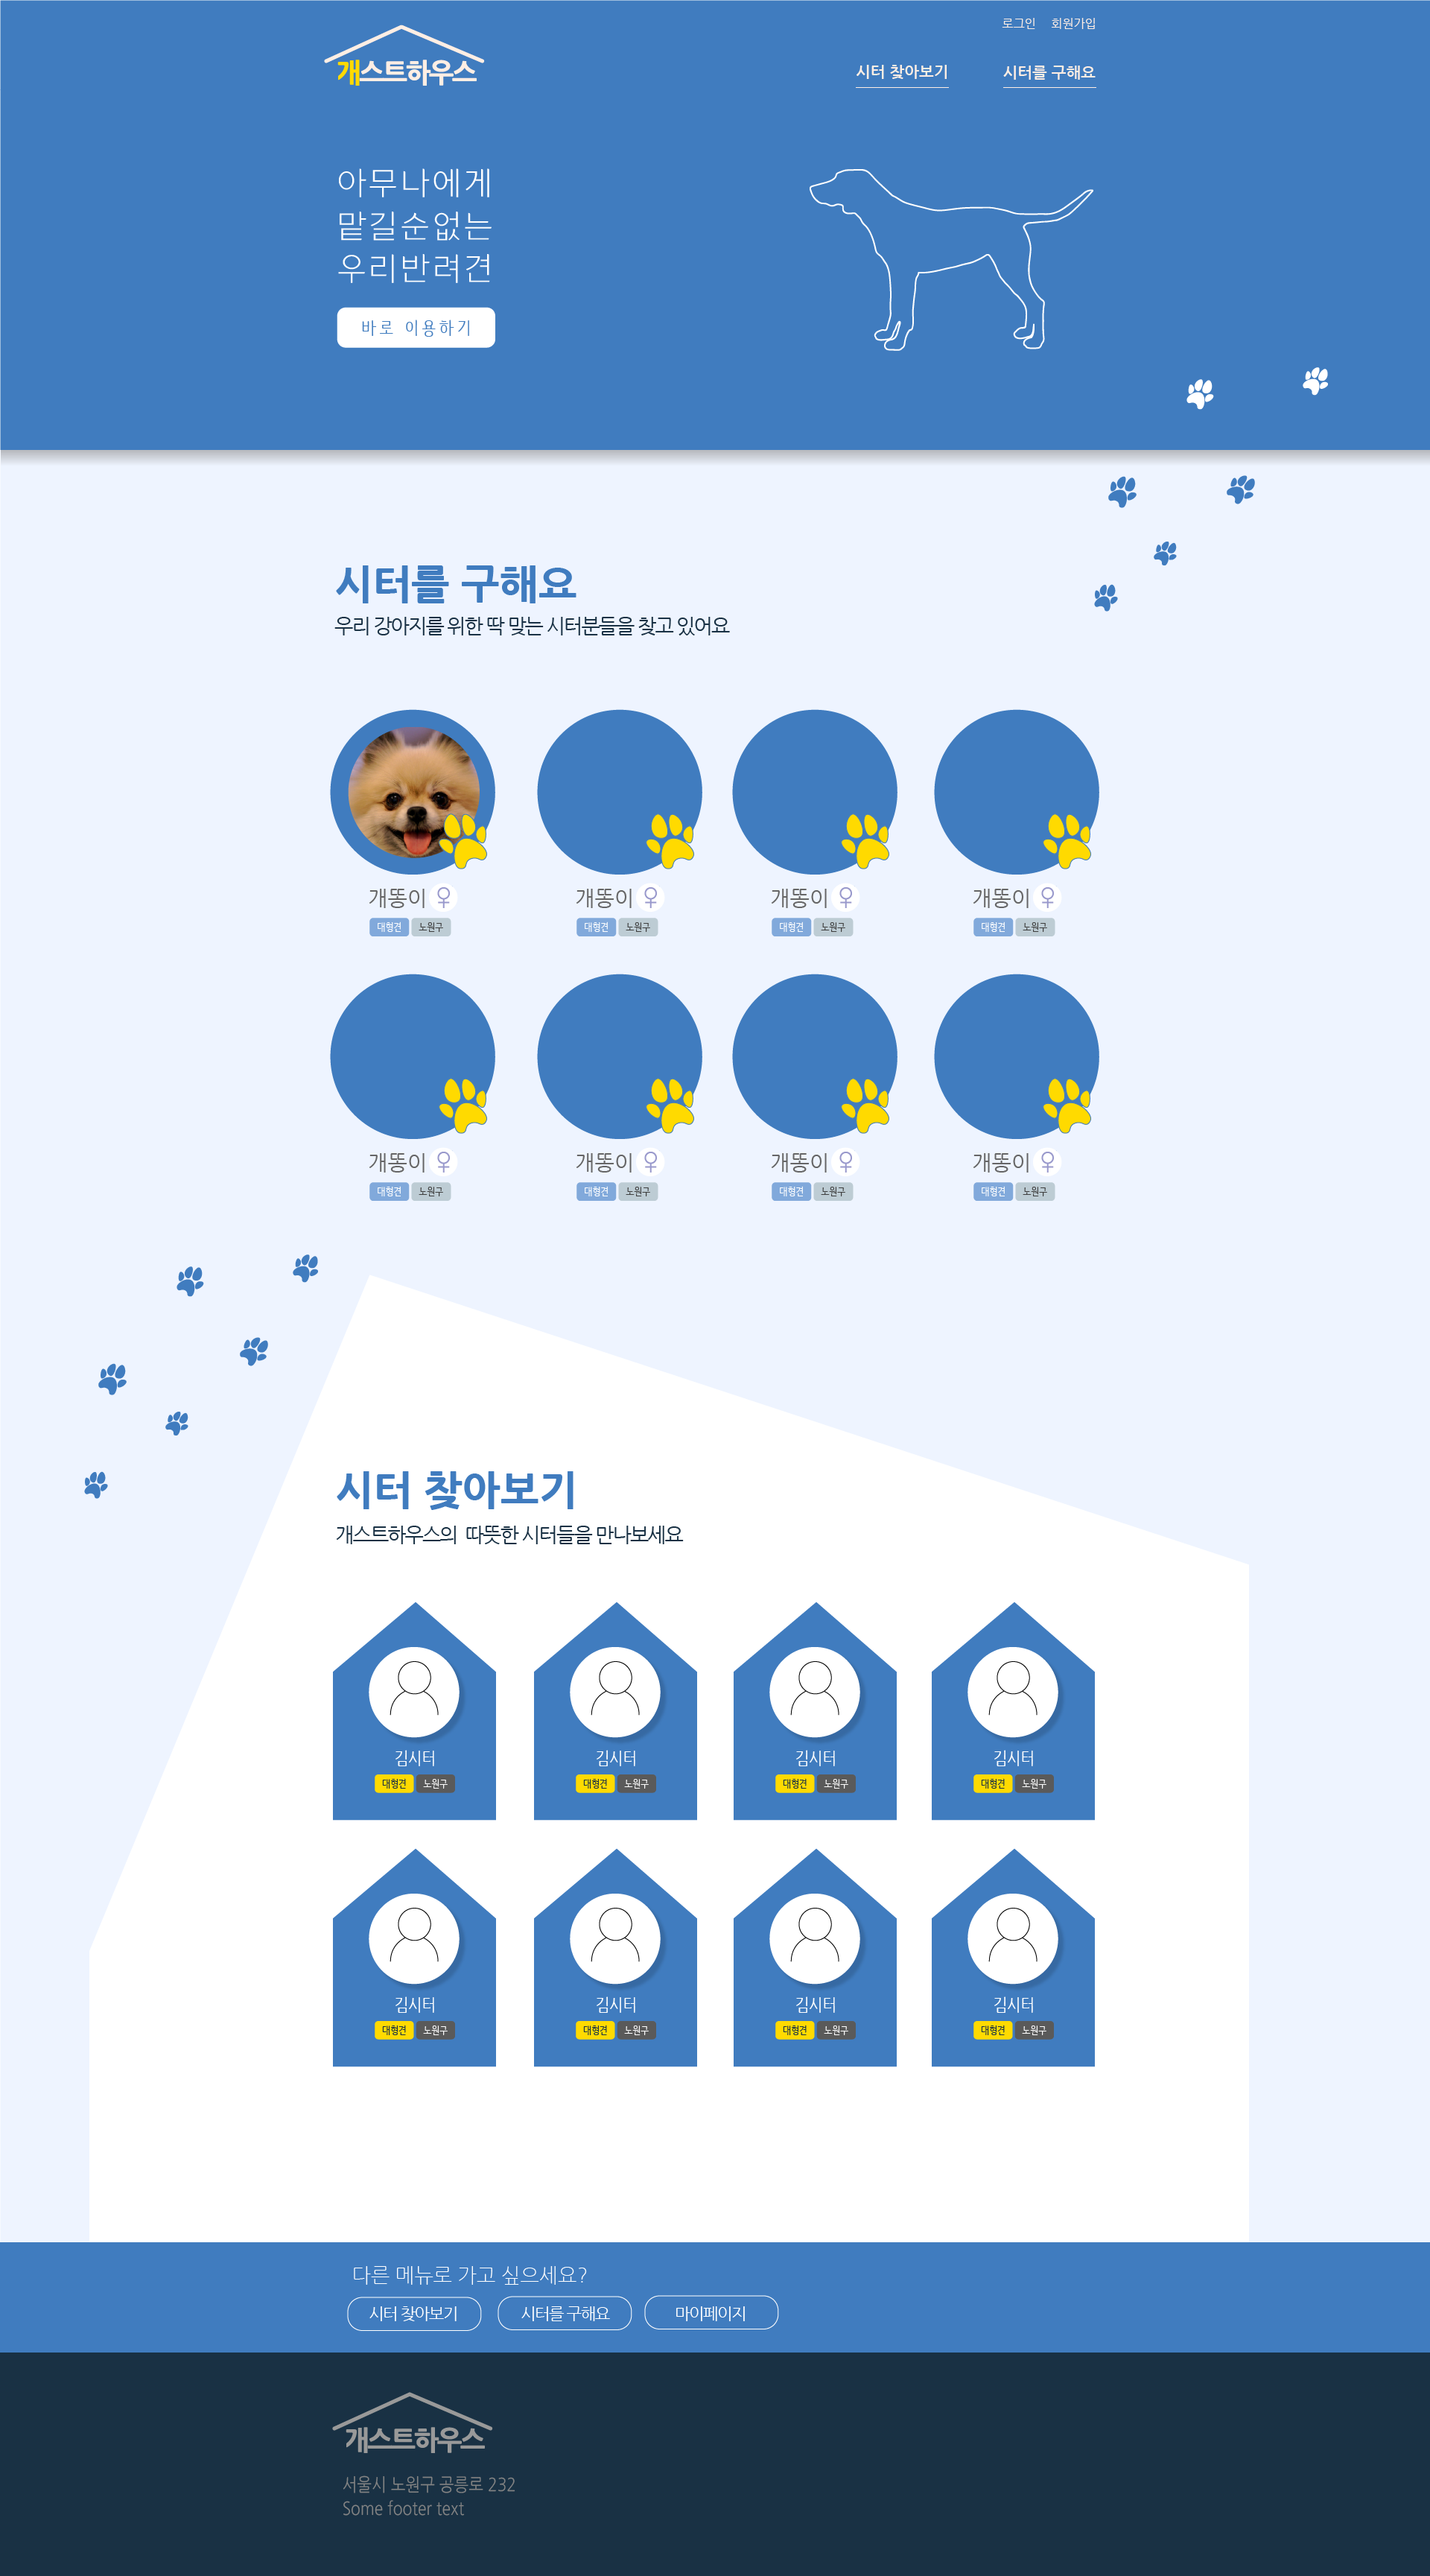 로그인 회원가입
개스트하우스
시터 찾아보기 시터를 구해요
아무나에게
맡길순없는
우리반려견
바로 이용하기
시터를 구해요
우리 강아지를 위한 딱 맞는 시터분들을 찾고 있어요
개똥이 개똥이 개똥이 개똥이
대형견 노원구 대형견 노원구 대형견 노원구 대형견 노원구
개똥이 개똥이 개똥이 개똥이
대형견 노원구 대형견 노원구 대형견 노원구 대형견 노원구
시터 찾아보기
개스트하우스의 따뜻한 시터들을 만나보세요
김시터 김시터 김시터 김시터
대형견 노원구 대형견 노원구 대형견 노원구 대형견 노원구
김시터 김시터 김시터 김시터
대형견 노원구 대형견 노원구 대형견 노원구 대형견 노원구
다른 메뉴로 가고 싶으세요?
시터 찾아보기 시터를 구해요 마이페이지
개스트하우스
서울시 노원구 공릉로 232
Some footer text